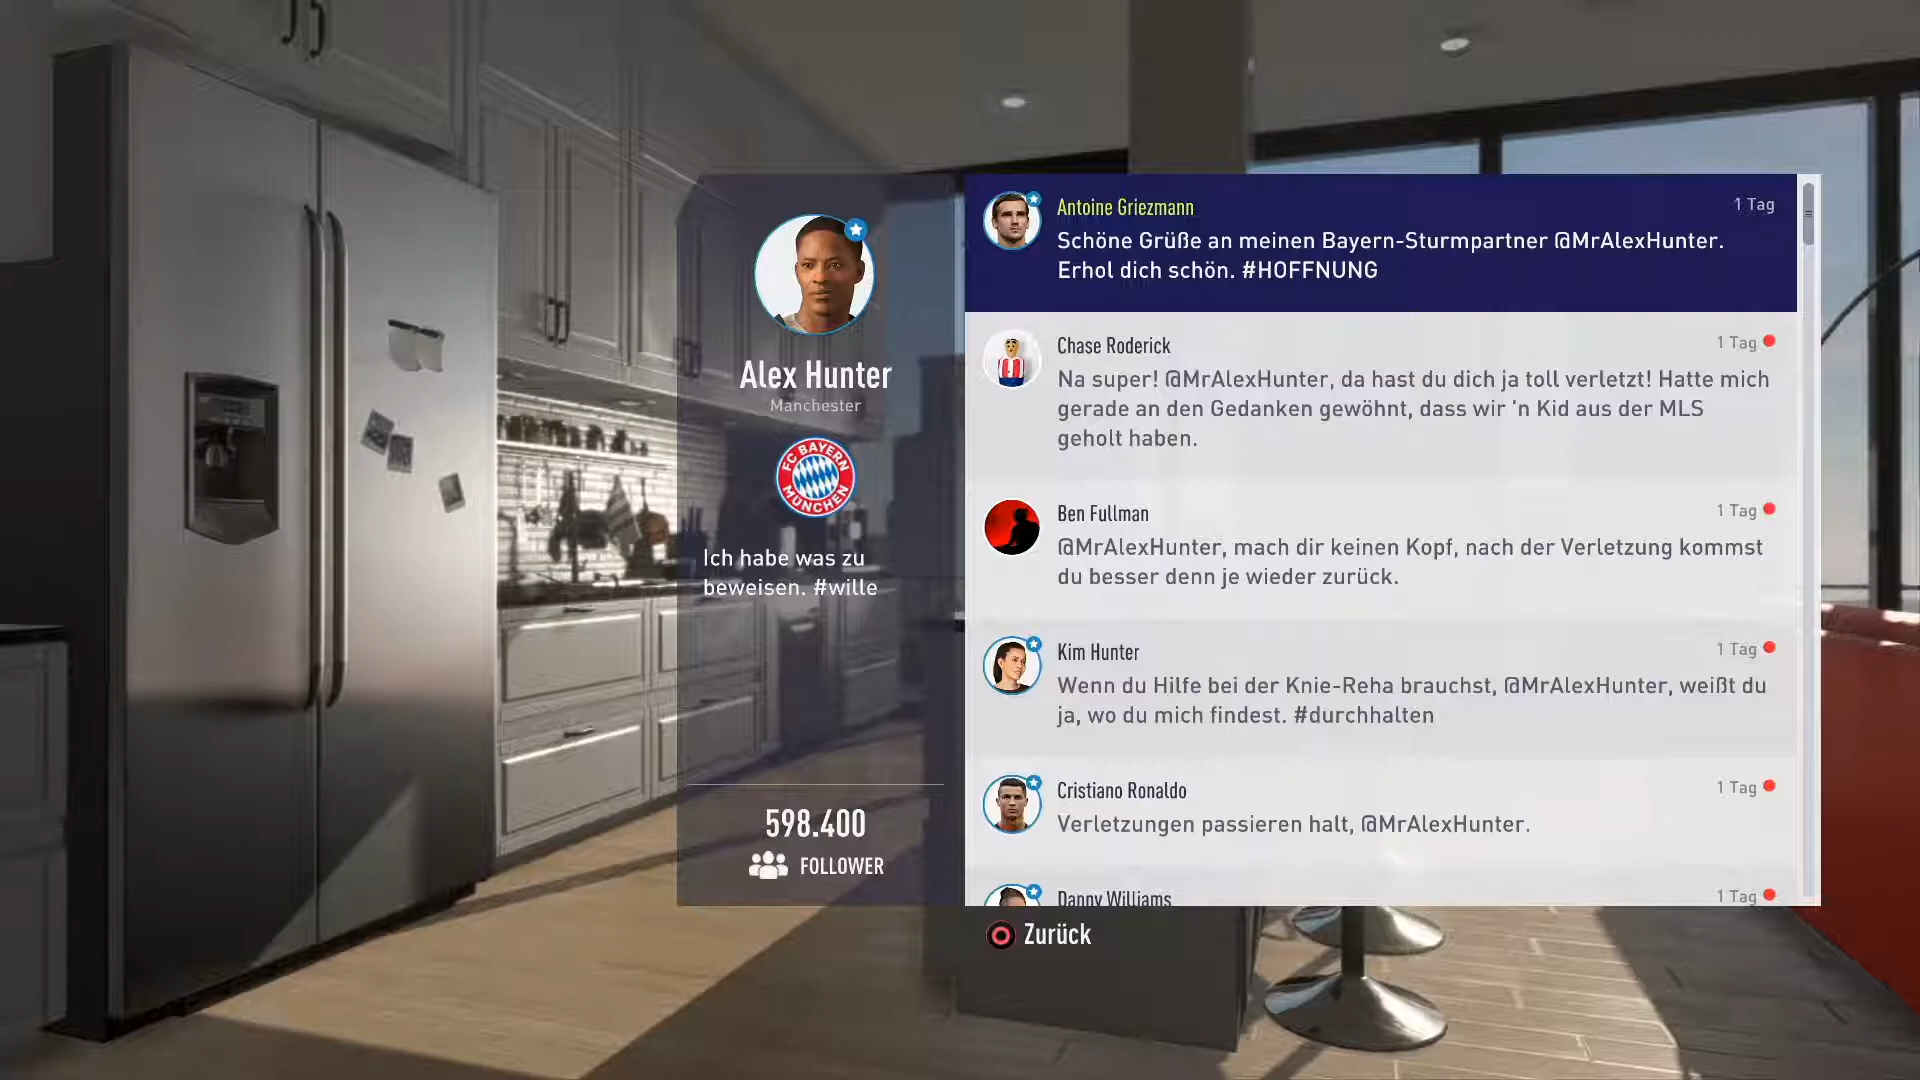 Alex Hunter
Manchester
FC BAYERN
MÜNCHEN
Ich habe was zu
beweisen. #wille
598.400
FOLLOWER
Antoine Griezmann
1 Tag
Schöne Grüße an meinen Bayern-Sturmpartner @MrAlexHunter.
Erhol dich schön. #HOFFNUNG
Chase Roderick
1 Tag
Na super! @MrAlexHunter, da hast du dich ja toll verletzt! Hatte mich
gerade an den Gedanken gewöhnt, dass wir 'n Kid aus der MLS
geholt haben.
Ben Fullman
1 Tag
@MrAlexHunter, mach dir keinen Kopf, nach der Verletzung kommst
du besser denn je wieder zurück.
Kim Hunter
1 Tag
Wenn du Hilfe bei der Knie-Reha brauchst, @MrAlexHunter, weißt du
ja, wo du mich findest. #durchhalten
Cristiano Ronaldo
1 Tag
Verletzungen passieren halt, @MrAlexHunter.
Danny Williams
1 Tag
Zurück